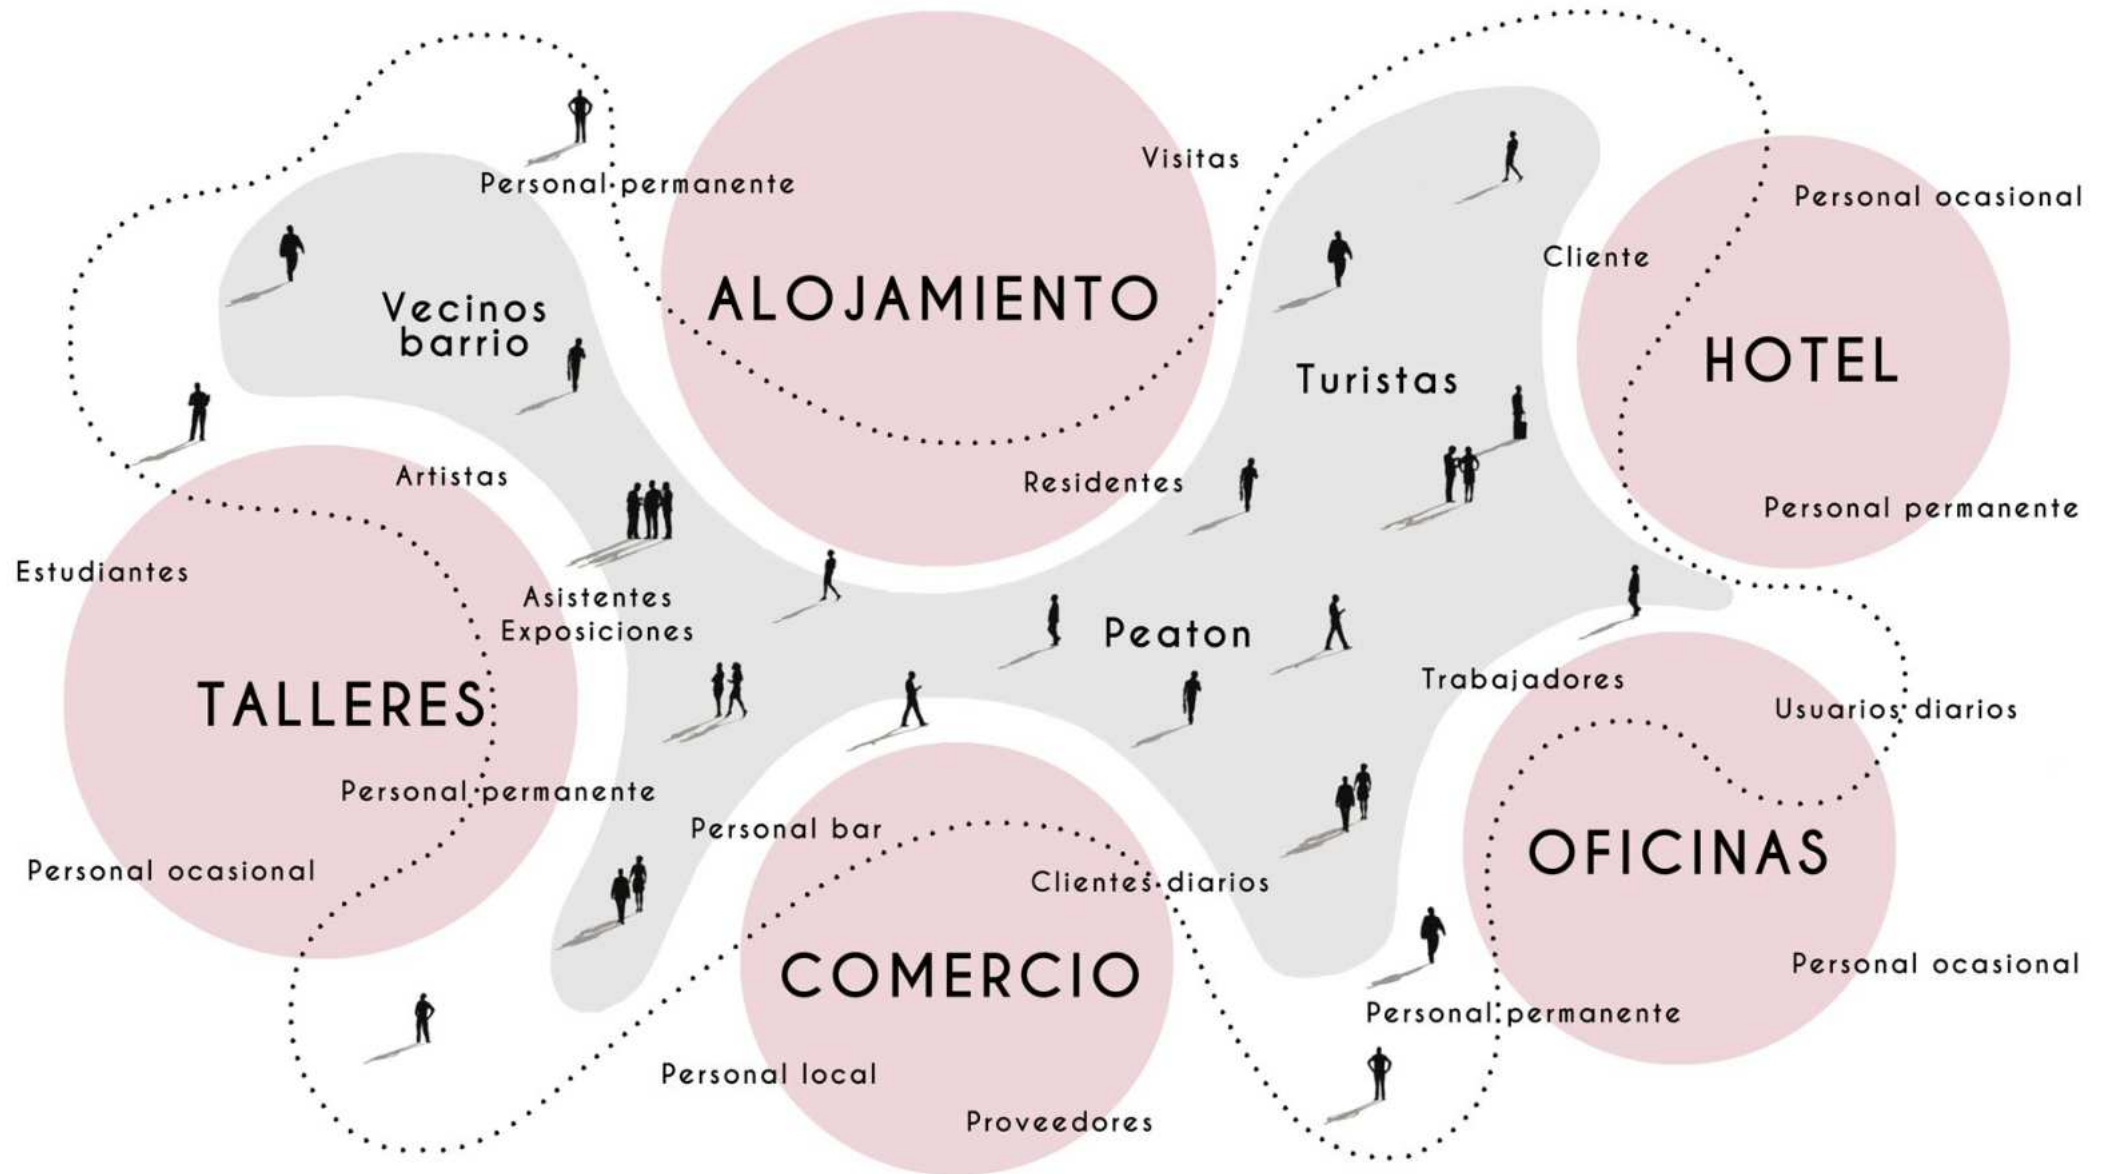 Visitas
Personal permanente
Personal ocasional
Cliente
Vecinos
barrio
ALOJAMIENTO
HOTEL
Turistas
Artistas
Residentes
Personal permanente
Estudiantes
Asistentes
Exposiciones
Peaton
Trabajadores
TALLERES
Usuarios diarios
Personal permanente
Personal bar
OFICINAS
Personal ocasional
Clientes diarios
COMERCIO
Personal ocasional
Personal permanente
Personal local
Proveedores